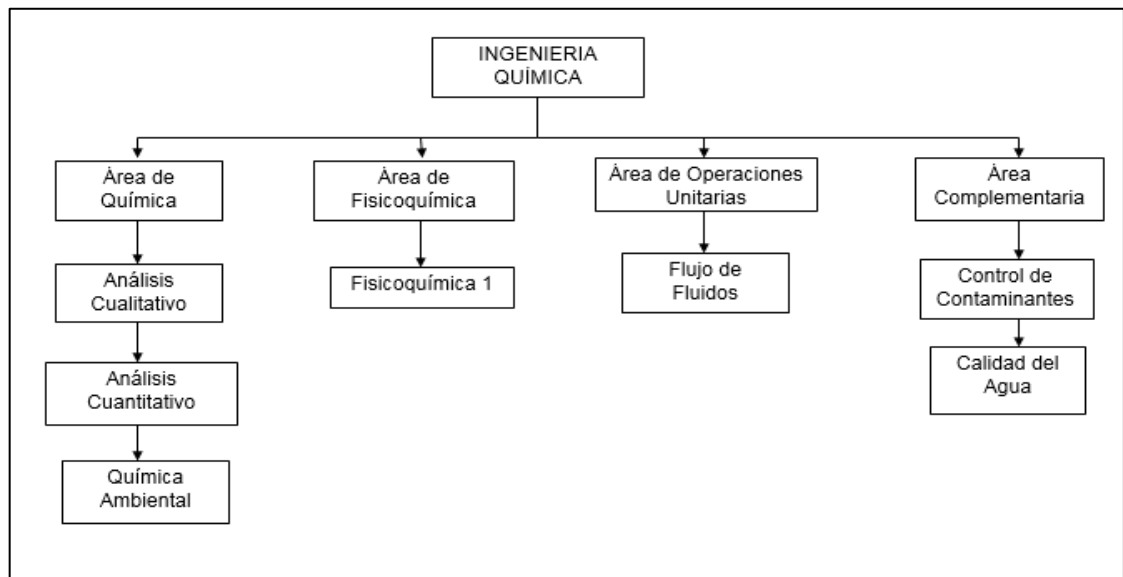 INGENIERIA
QUÍMICA
Área de
Química
Área de
Fisicoquímica
Área de Operaciones
Unitarias
Área
Complementaria
Análisis
Cualitativo
Fisicoquímica 1
Flujo de
Fluidos
Control de
Contaminantes
Análisis
Cuantitativo
Calidad del
Agua
Química
Ambiental